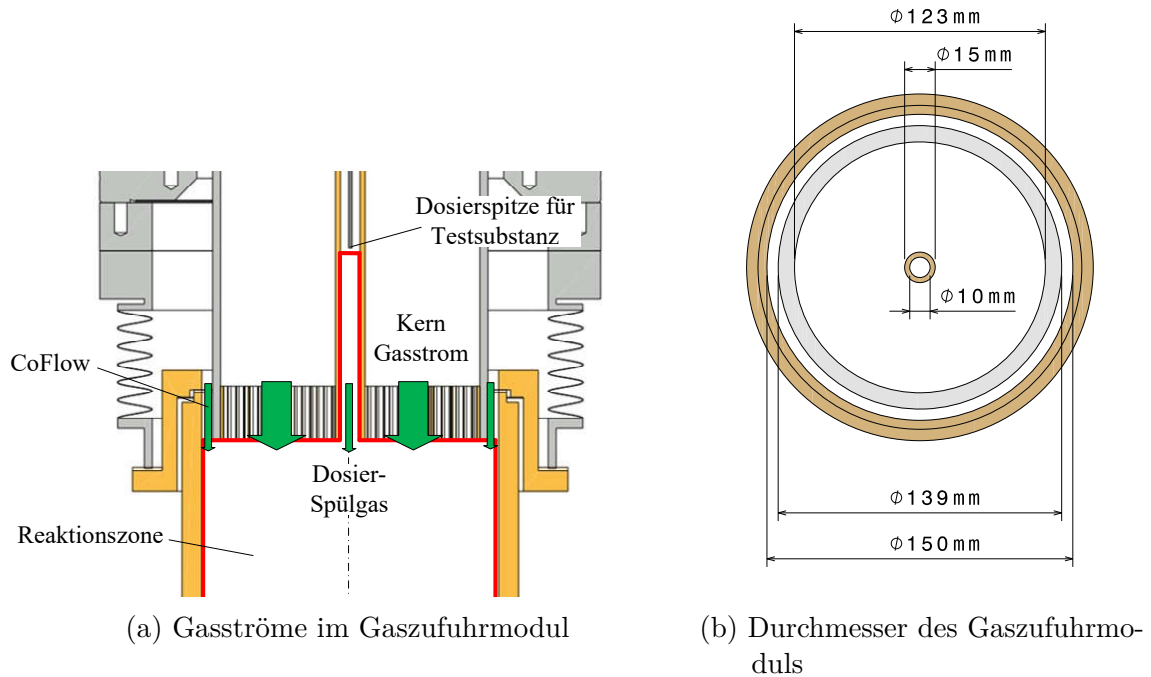 Dosierspitze für
Testsubstanz
Kern
Gasstrom
CoFlow
Dosier-
Spülgas
Reaktionszone
(a) Gasströme im Gaszufuhrmodul
Φ123mm
Φ15mm
Φ10mm
Φ139mm
Φ150mm
(b) Durchmesser des Gaszufuhrmo-
duls